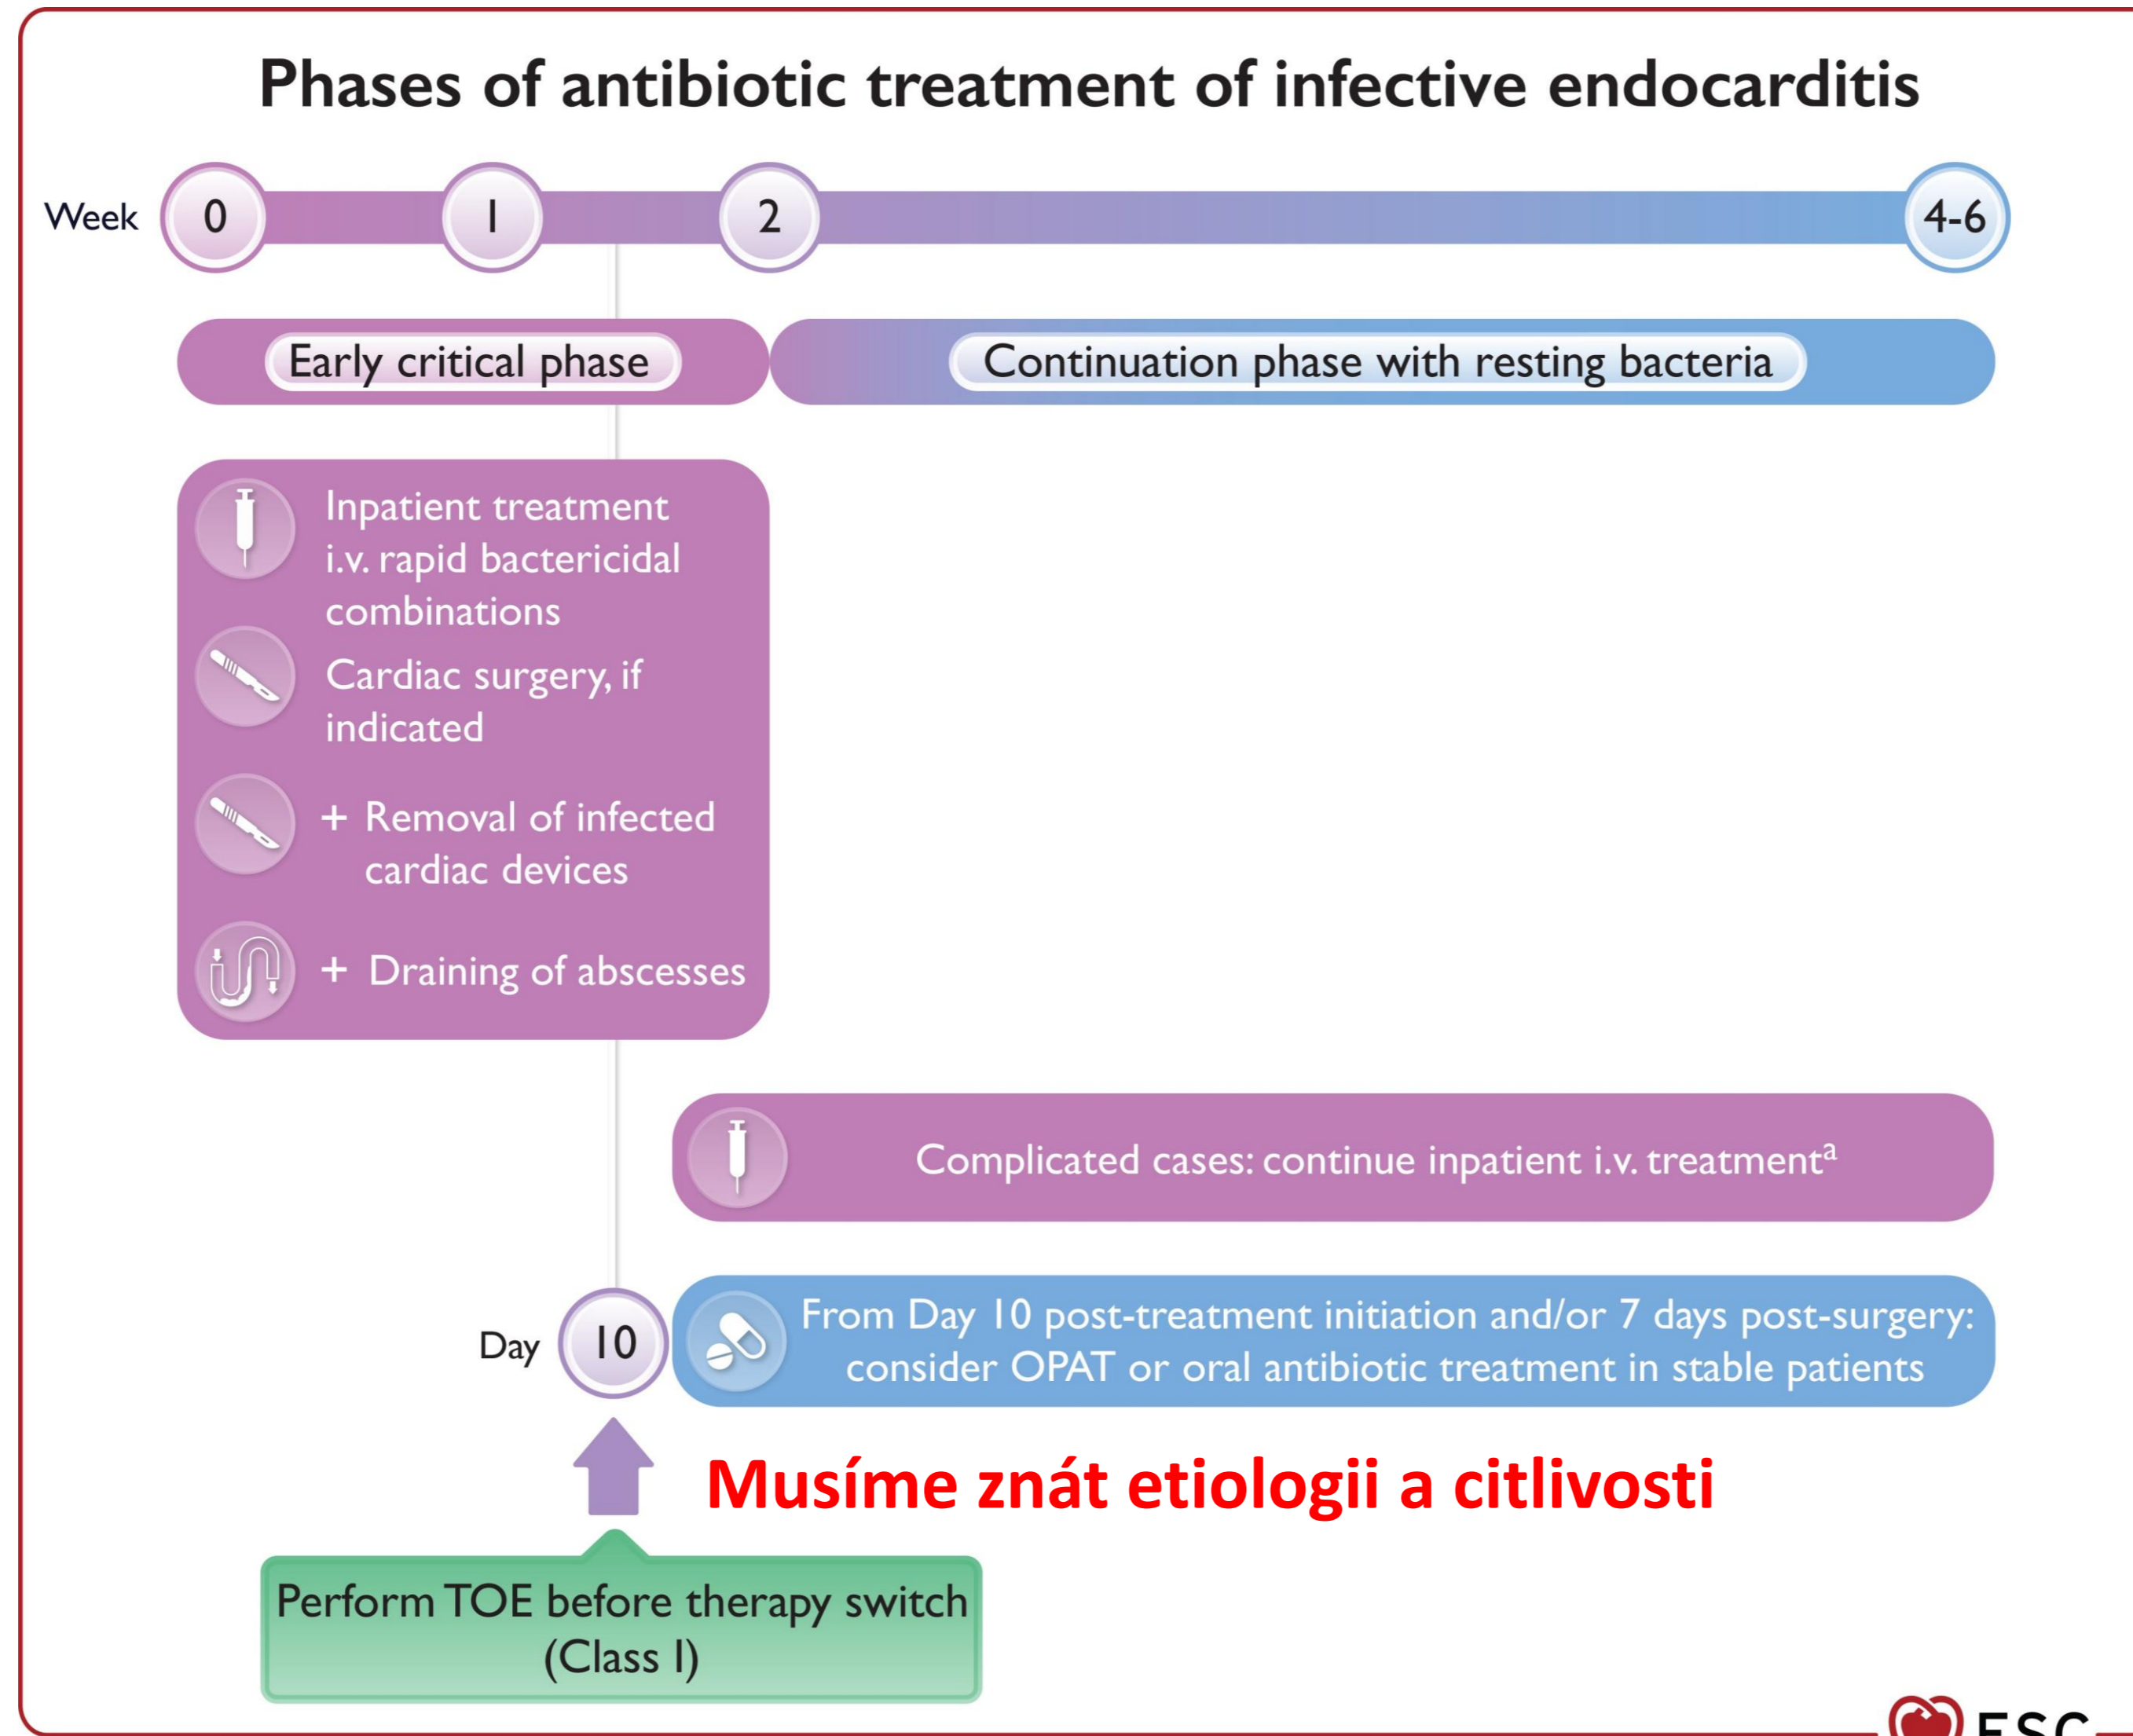 Phases of antibiotic treatment of infective endocarditis
Week 0 1 2 4-6
Early critical phase
Continuation phase with resting bacteria
Inpatient treatment
i.v. rapid bactericidal
combinations
Cardiac surgery, if
indicated
+ Removal of infected
cardiac devices
+ Draining of abscesses
Complicated cases: continue inpatient i.v. treatmentᵃ
Day 10
From Day 10 post-treatment initiation and/or 7 days post-surgery:
consider OPAT or oral antibiotic treatment in stable patients
Musíme znát etiologii a citlivosti
Perform TOE before therapy switch
(Class I)
ESC